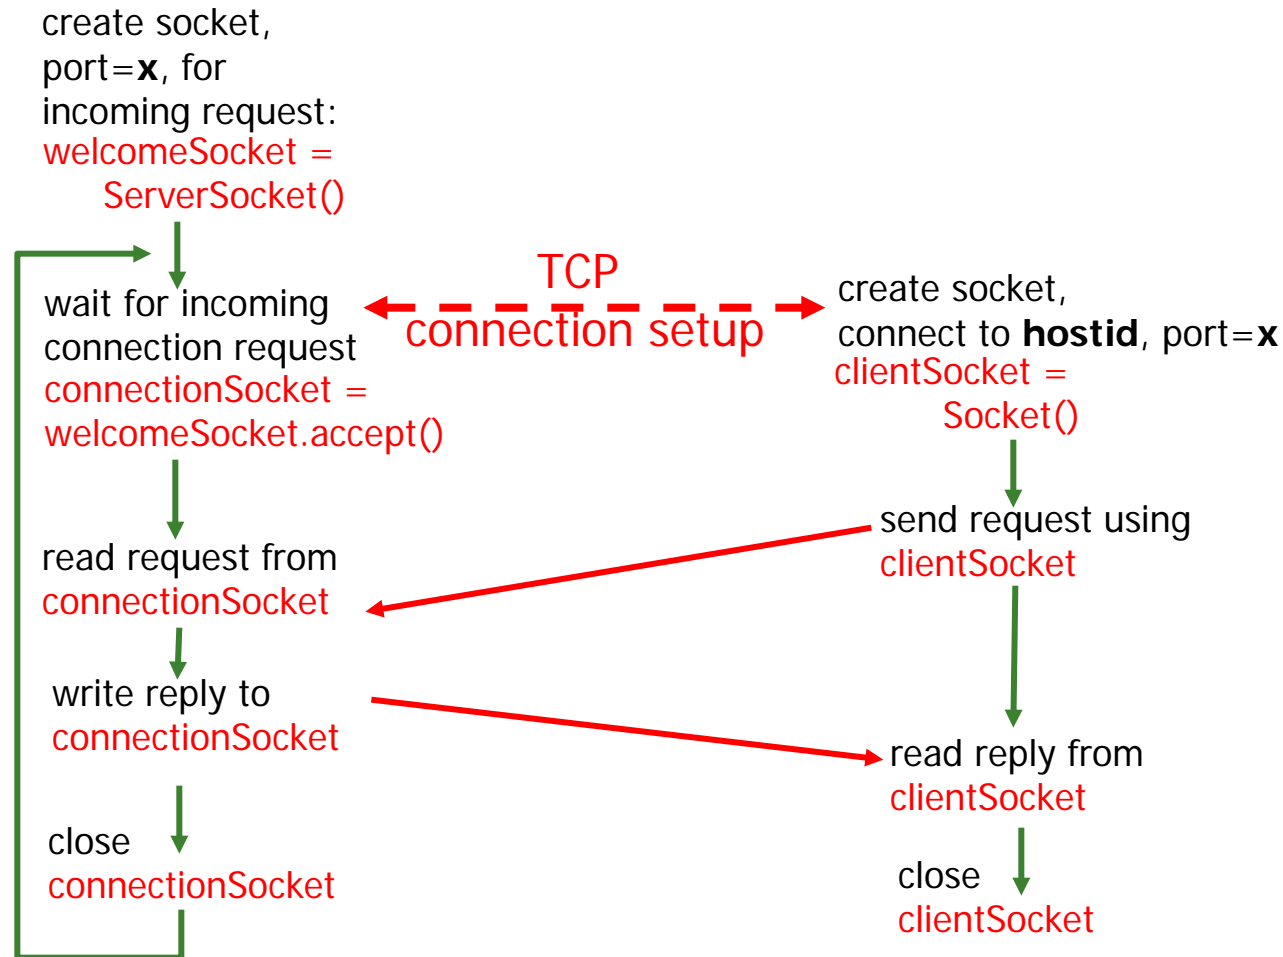 create socket,
port=x, for
incoming request:
welcomeSocket =
ServerSocket()
wait for incoming
connection request
connectionSocket =
welcomeSocket.accept()
read request from
connectionSocket
write reply to
connectionSocket
close
connectionSocket
TCP
connection setup
create socket,
connect to hostid, port=x
clientSocket =
Socket()
send request using
clientSocket
read reply from
clientSocket
close
clientSocket